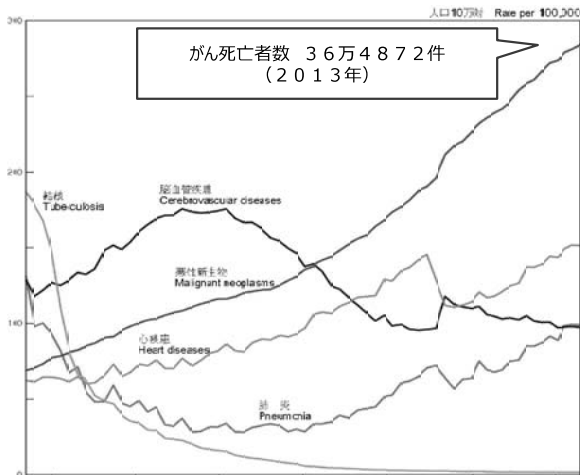 人口10万対 Rate per 100,000
がん死亡者数 ３６万４８７２件
（２０１３年）
結核
Tuberculosis
脳血管疾患
Cerebrovascular diseases
悪性新生物
Malignant neoplasms
心疾患
Heart diseases
肺 炎
Pneumonia
0